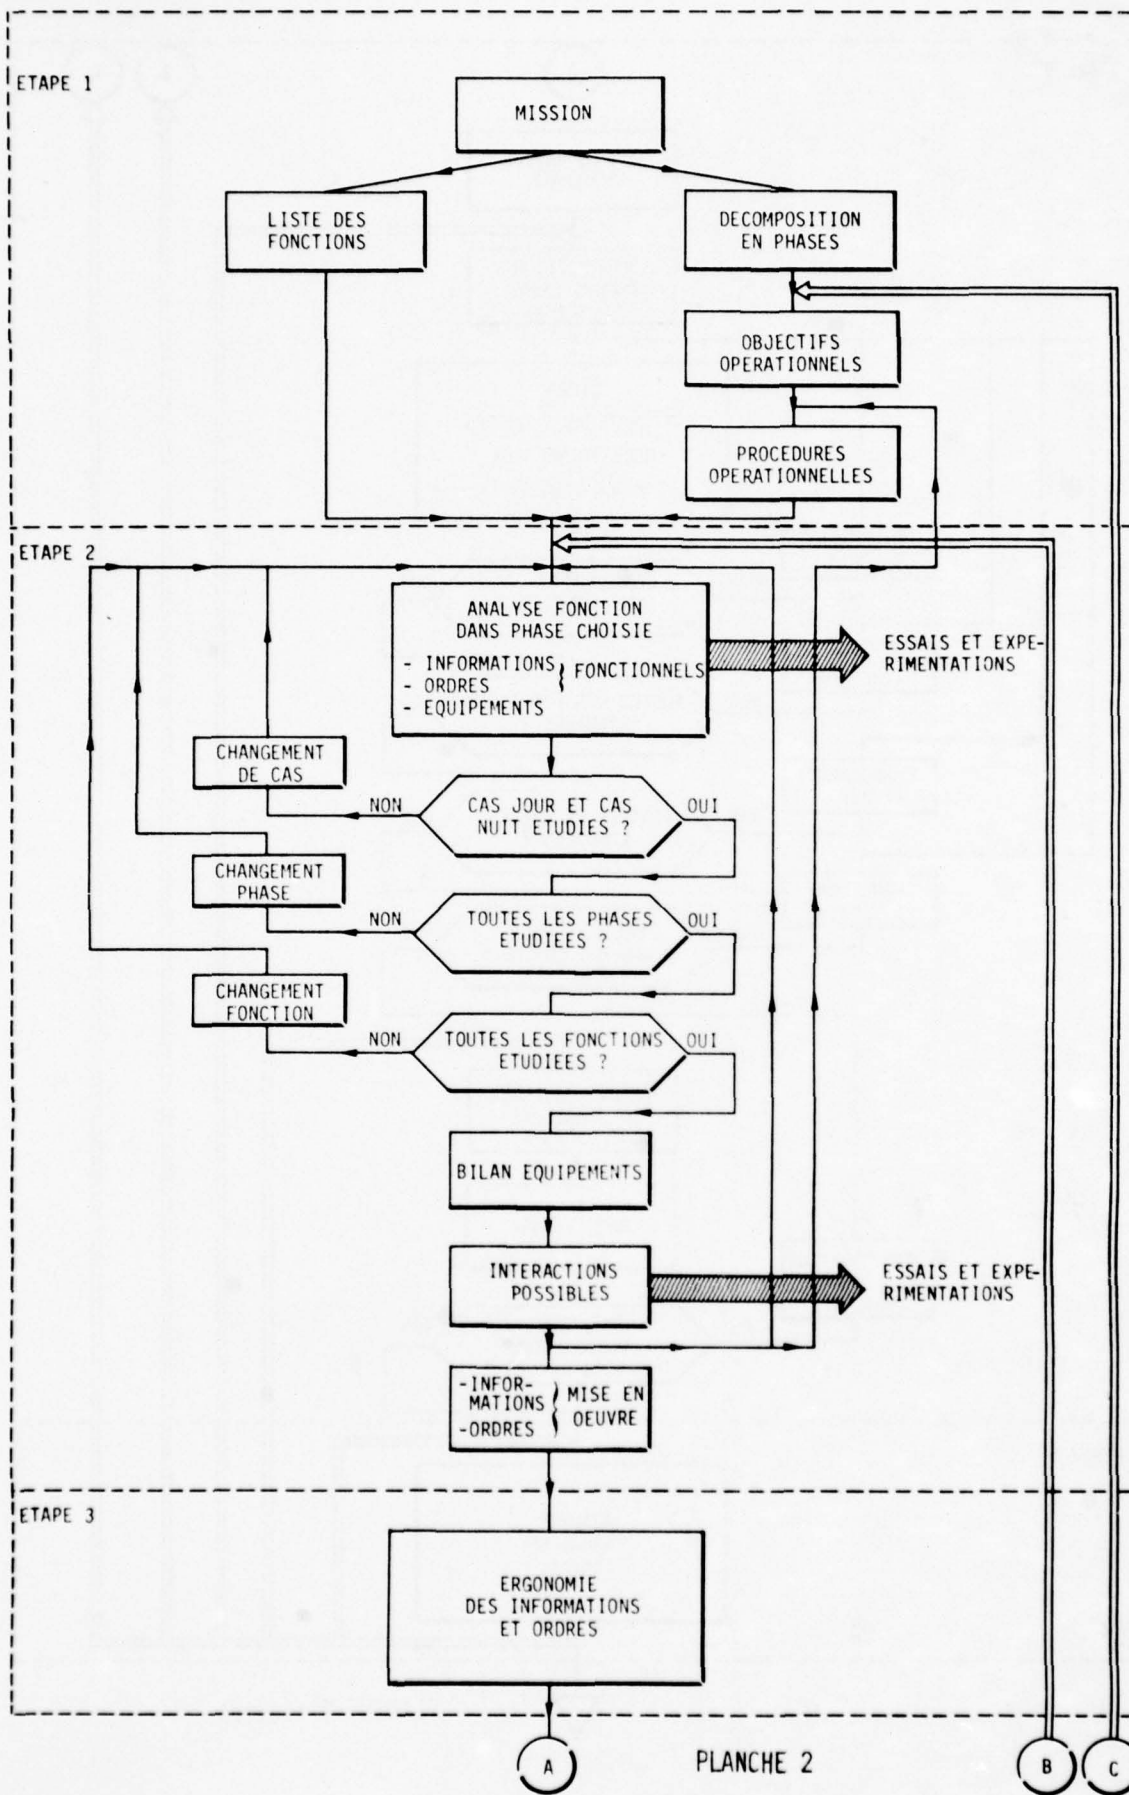 ETAPE 1
MISSION
LISTE DES
FONCTIONS
DECOMPOSITION
EN PHASES
OBJECTIFS
OPERATIONNELS
PROCEDURES
OPERATIONNELLES
ETAPE 2
ANALYSE FONCTION
DANS PHASE CHOISIE
- INFORMATIONS
- ORDRES
- EQUIPEMENTS
} FONCTIONNELS
ESSAIS ET EXPE-
RIMENTATIONS
CHANGEMENT
DE CAS
NON
CAS JOUR ET CAS
NUIT ETUDIES ?
OUI
CHANGEMENT
PHASE
NON
TOUTES LES PHASES
ETUDIEES ?
OUI
CHANGEMENT
FONCTION
NON
TOUTES LES FONCTIONS
ETUDIEES ?
OUI
BILAN EQUIPEMENTS
INTERACTIONS
POSSIBLES
ESSAIS ET EXPE-
RIMENTATIONS
-INFOR-
MATIONS
-ORDRES
} MISE EN
OEUVRE
ETAPE 3
ERGONOMIE
DES INFORMATIONS
ET ORDRES
A
PLANCHE 2
B
C